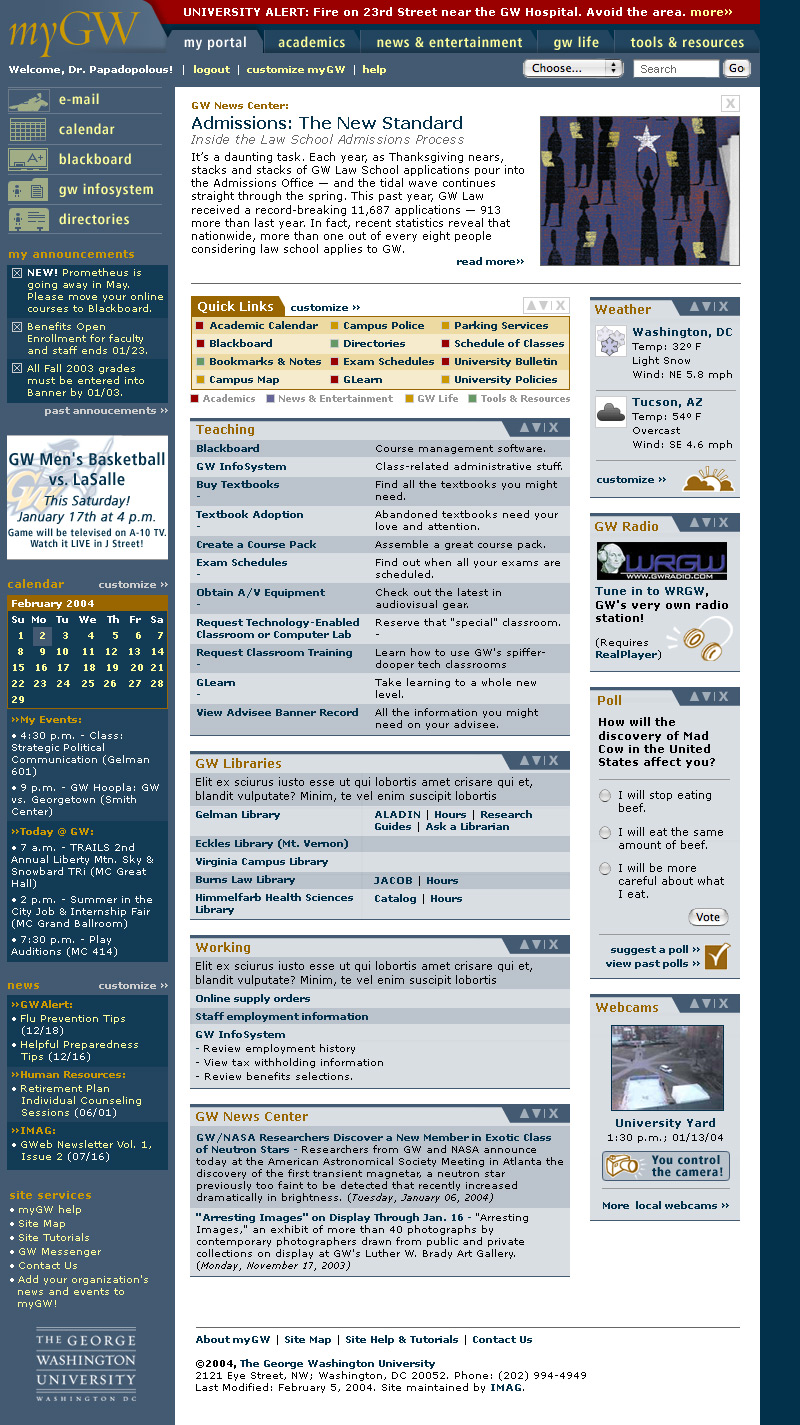 myGW
UNIVERSITY ALERT: Fire on 23rd Street near the GW Hospital. Avoid the area. more››
my portal | academics | news & entertainment | gw life | tools & resources
Welcome, Dr. Papadopolous! | logout | customize myGW | help
Choose... Search Go
e-mail
calendar
A+ blackboard
gw infosystem
directories
my announcements
NEW! Prometheus is
going away in May.
Please move your online
courses to Blackboard.
Benefits Open
Enrollment for faculty
and staff ends 01/23.
All Fall 2003 grades
must be entered into
Banner by 01/03.
past annoucements ››
GW Men's Basketball
vs. LaSalle
This Saturday!
January 17th at 4 p.m.
Game will be televised on A-10 TV.
Watch it LIVE in J Street!
calendar customize ››
February 2004
Su Mo Tu We Th Fr Sa
1 2 3 4 5 6 7
8 9 10 11 12 13 14
15 16 17 18 19 20 21
22 23 24 25 26 27 28
29
››My Events:
• 4:30 p.m. - Class:
Strategic Political
Communication (Gelman
601)
• 9 p.m. - GW Hoopla: GW
vs. Georgetown (Smith
Center)
››Today @ GW:
• 7 a.m. - TRAILS 2nd
Annual Liberty Mtn. Sky &
Snowbard TRi (MC Great
Hall)
• 2 p.m. - Summer in the
City Job & Internship Fair
(MC Grand Ballroom)
• 7:30 p.m. - Play
Auditions (MC 414)
news customize ››
››GWAlert:
• Flu Prevention Tips
(12/18)
• Helpful Preparedness
Tips (12/16)
››Human Resources:
• Retirement Plan
Individual Counseling
Sessions (06/01)
››IMAG:
• GWeb Newsletter Vol. 1,
Issue 2 (07/16)
site services
• myGW help
• Site Map
• Site Tutorials
• GW Messenger
• Contact Us
• Add your organization's
news and events to
myGW!
THE GEORGE
WASHINGTON
UNIVERSITY
WASHINGTON DC
GW News Center:
X
Admissions: The New Standard
Inside the Law School Admissions Process
It's a daunting task. Each year, as Thanksgiving nears,
stacks and stacks of GW Law School applications pour into
the Admissions Office — and the tidal wave continues
straight through the spring. This past year, GW Law
received a record-breaking 11,687 applications — 913
more than last year. In fact, recent statistics reveal that
nationwide, more than one out of every eight people
considering law school applies to GW.
read more››
Quick Links customize ›› ▲▼|X
Academic Calendar Campus Police Parking Services
Blackboard Directories Schedule of Classes
Bookmarks & Notes Exam Schedules University Bulletin
Campus Map GLearn University Policies
Academics News & Entertainment GW Life Tools & Resources
Teaching ▲▼|X
Blackboard Course management software.
GW InfoSystem Class-related administrative stuff.
Buy Textbooks Find all the textbooks you might
- need.
Textbook Adoption Abandoned textbooks need your
- love and attention.
Create a Course Pack Assemble a great course pack.
Exam Schedules Find out when all your exams are
- scheduled.
Obtain A/V Equipment Check out the latest in
- audiovisual gear.
Request Technology-Enabled Reserve that "special" classroom.
Classroom or Computer Lab -
Request Classroom Training Learn how to use GW's spiffer-
- dooper tech classrooms
GLearn Take learning to a whole new
- level.
View Advisee Banner Record All the information you might
need on your advisee.
GW Libraries ▲▼|X
Elit ex sciurus iusto esse ut qui lobortis amet crisare qui et,
blandit vulputate? Minim, te vel enim suscipit lobortis
Gelman Library ALADIN | Hours | Research
Guides | Ask a Librarian
Eckles Library (Mt. Vernon)
Virginia Campus Library
Burns Law Library JACOB | Hours
Himmelfarb Health Sciences Catalog | Hours
Library
Working ▲▼|X
Elit ex sciurus iusto esse ut qui lobortis amet crisare qui et,
blandit vulputate? Minim, te vel enim suscipit lobortis
Online supply orders
Staff employment information
GW InfoSystem
- Review employment history
- View tax withholding information
- Review benefits selections.
GW News Center ▲▼|X
GW/NASA Researchers Discover a New Member in Exotic Class
of Neutron Stars - Researchers from GW and NASA announce
today at the American Astronomical Society Meeting in Atlanta the
discovery of the first transient magnetar, a neutron star
previously too faint to be detected that recently increased
dramatically in brightness. (Tuesday, January 06, 2004)
"Arresting Images" on Display Through Jan. 16 - "Arresting
Images," an exhibit of more than 40 photographs by
contemporary photographers drawn from public and private
collections on display at GW's Luther W. Brady Art Gallery.
(Monday, November 17, 2003)
Weather ▲▼|X
Washington, DC
Temp: 32º F
Light Snow
Wind: NE 5.8 mph
Tucson, AZ
Temp: 54º F
Overcast
Wind: SE 4.6 mph
customize ››
GW Radio ▲▼|X
WRGW
WWW.GWRADIO.COM
Tune in to WRGW,
GW's very own radio
station!
(Requires
RealPlayer)
Poll ▲▼|X
How will the
discovery of Mad
Cow in the United
States affect you?
I will stop eating
beef.
I will eat the same
amount of beef.
I will be more
careful about what
I eat.
Vote
suggest a poll ››
view past polls ››
Webcams ▲▼|X
University Yard
1:30 p.m.; 01/13/04
You control
the camera!
More local webcams ››
About myGW | Site Map | Site Help & Tutorials | Contact Us
©2004, The George Washington University
2121 Eye Street, NW; Washington, DC 20052. Phone: (202) 994-4949
Last Modified: February 5, 2004. Site maintained by IMAG.